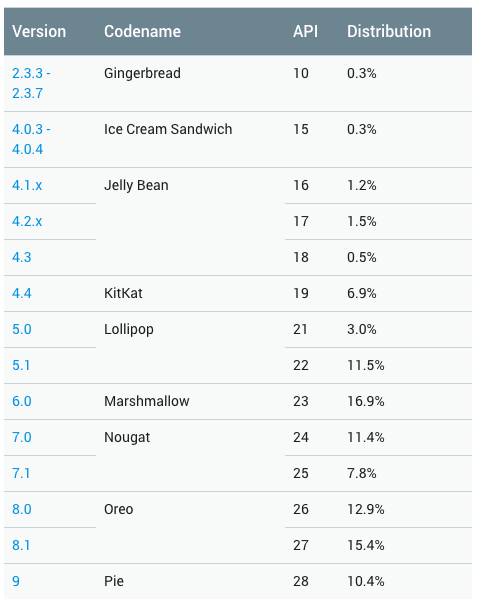 Version Codename API Distribution
2.3.3 - Gingerbread 10 0.3%
2.3.7
4.0.3 - Ice Cream Sandwich 15 0.3%
4.0.4
4.1.x Jelly Bean 16 1.2%
4.2.x 17 1.5%
4.3 18 0.5%
4.4 KitKat 19 6.9%
5.0 Lollipop 21 3.0%
5.1 22 11.5%
6.0 Marshmallow 23 16.9%
7.0 Nougat 24 11.4%
7.1 25 7.8%
8.0 Oreo 26 12.9%
8.1 27 15.4%
9 Pie 28 10.4%